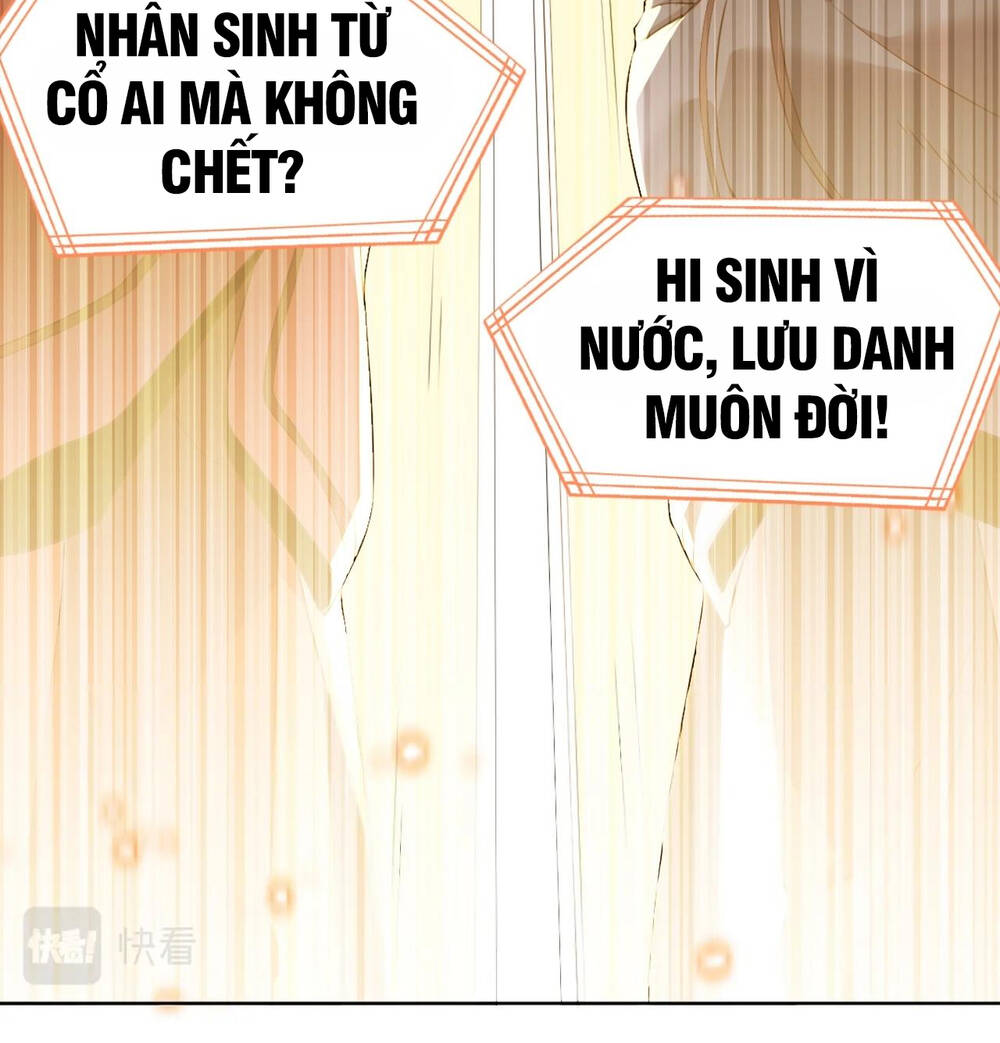 NHÂN SINH TỪ
CỔ AI MÀ KHÔNG
CHẾT?
HI SINH VÌ
NƯỚC, LƯU DANH
MUÔN ĐỜI!
快看! 快看